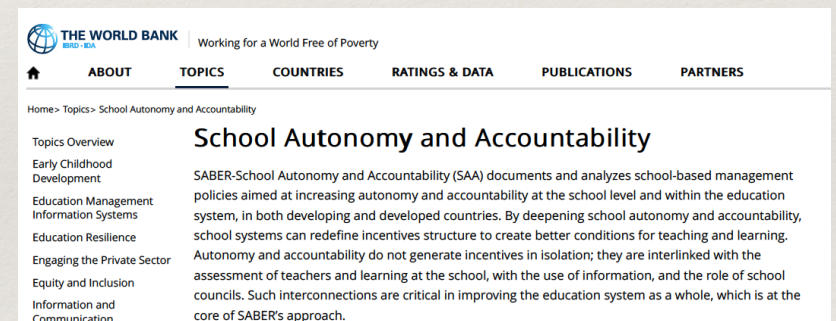 THE WORLD BANK
IBRD • IDA
Working for a World Free of Poverty
ABOUT TOPICS COUNTRIES RATINGS & DATA PUBLICATIONS PARTNERS
Home> Topics> School Autonomy and Accountability
Topics Overview
Early Childhood
Development
Education Management
Information Systems
Education Resilience
Engaging the Private Sector
Equity and Inclusion
Information and
Communication
School Autonomy and Accountability
SABER-School Autonomy and Accountability (SAA) documents and analyzes school-based management
policies aimed at increasing autonomy and accountability at the school level and within the education
system, in both developing and developed countries. By deepening school autonomy and accountability,
school systems can redefine incentives structure to create better conditions for teaching and learning.
Autonomy and accountability do not generate incentives in isolation; they are interlinked with the
assessment of teachers and learning at the school, with the use of information, and the role of school
councils. Such interconnections are critical in improving the education system as a whole, which is at the
core of SABER's approach.